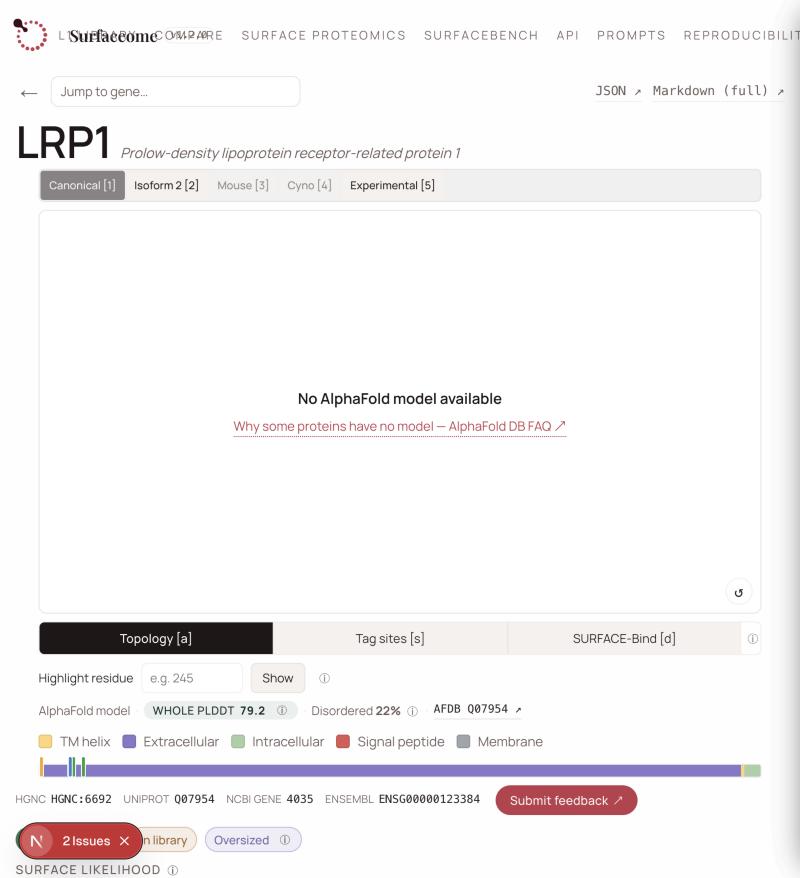 Surfaceome COMPARE SURFACE PROTEOMICS SURFACEBENCH API PROMPTS
← Jump to gene... JSON ↗ Markdown (full) ↗
LRP1 Prolow-density lipoprotein receptor-related protein 1
Canonical [1] Isoform 2 [2] Mouse [3] Cyno [4] Experimental [5]
No AlphaFold model available
Why some proteins have no model — AlphaFold DB FAQ ↗
↺
Topology [a] Tag sites [s] SURFACE-Bind [d] ⓘ
Highlight residue e.g. 245 Show ⓘ
AlphaFold model · WHOLE PLDDT 79.2 ⓘ · Disordered 22% ⓘ · AFDB Q07954 ↗
TM helix Extracellular Intracellular Signal peptide Membrane
HGNC HGNC:6692 UNIPROT Q07954 NCBI GENE 4035 ENSEMBL ENSG00000123384 Submit feedback ↗
N 2 Issues × n library Oversized ⓘ
SURFACE LIKELIHOOD ⓘ